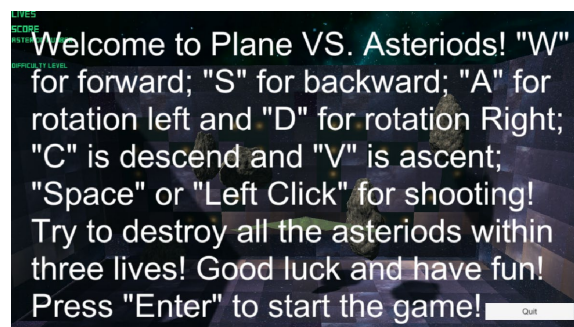 LIVES
SCORE
DIFFICULTY LEVEL
Welcome to Plane VS. Asteriods! "W"
for forward; "S" for backward; "A" for
rotation left and "D" for rotation Right;
"C" is descend and "V" is ascent;
"Space" or "Left Click" for shooting!
Try to destroy all the asteriods within
three lives! Good luck and have fun!
Press "Enter" to start the game!
Quit